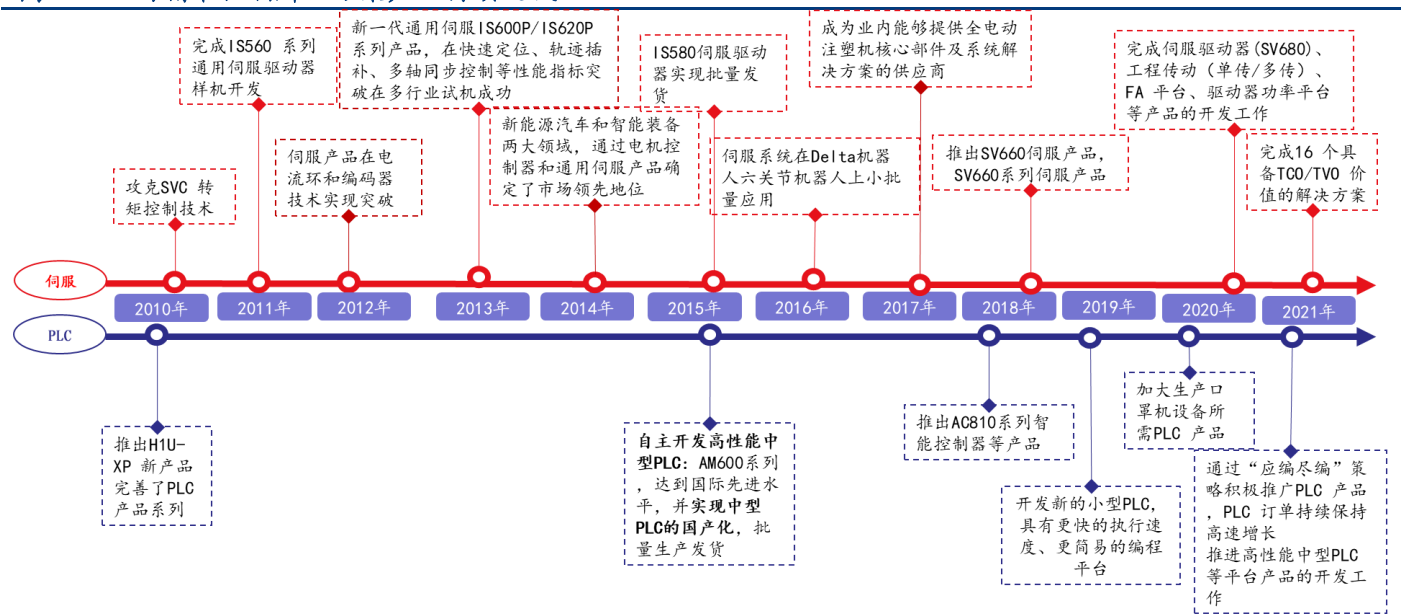 完成IS560 系列
通用伺服驱动器
样机开发
新一代通用伺服IS600P/IS620P
系列产品，在快速定位、轨迹插
补、多轴同步控制等性能指标突
破在多行业试机成功
IS580伺服驱动
器实现批量发
货
成为业内能够提供全电动
注塑机核心部件及系统解
决方案的供应商
完成伺服驱动器(SV680)、
工程传动（单传/多传）、
FA 平台、驱动器功率平台
等产品的开发工作
攻克SVC 转
矩控制技术
伺服产品在电
流环和编码器
技术实现突破
新能源汽车和智能装备
两大领域，通过电机控
制器和通用伺服产品确
定了市场领先地位
伺服系统在Delta机器
人六关节机器人上小批
量应用
推出SV660伺服产品，
SV660系列伺服产品
完成16 个具
备TCO/TVO 价
值的解决方案
伺服
2010年
2011年
2012年
2013年
2014年
2015年
2016年
2017年
2018年
2019年
2020年
2021年
PLC
推出H1U-
XP 新产品
完善了PLC
产品系列
自主开发高性能中
型PLC：AM600系列
，达到国际先进水
平，并实现中型
PLC的国产化，批
量生产发货
推出AC810系列智
能控制器等产品
开发新的小型PLC，
具有更快的执行速
度、更简易的编程
平台
加大生产口
罩机设备所
需PLC 产品
通过“应编尽编”策
略积极推广PLC 产品
，PLC 订单持续保持
高速增长
推进高性能中型PLC
等平台产品的开发工
作